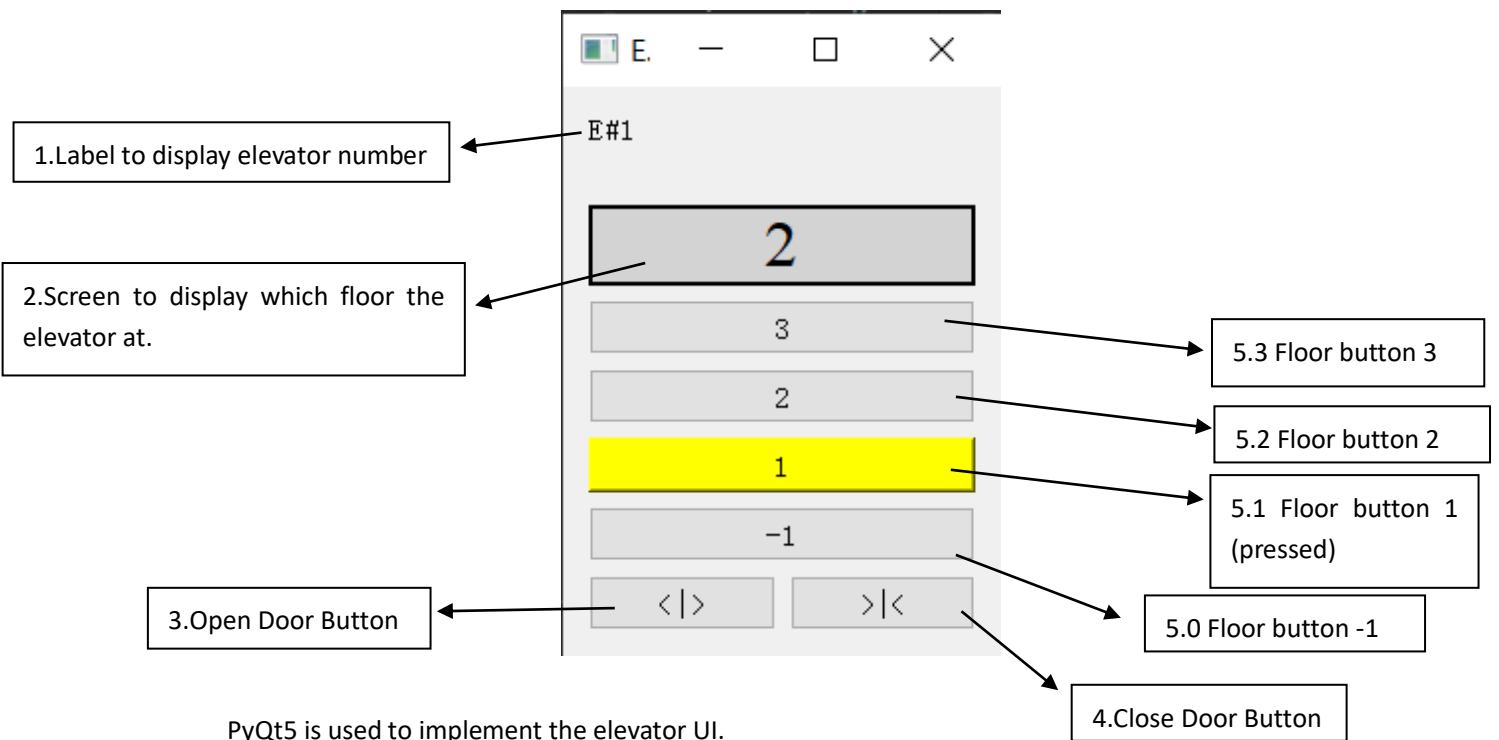 E.
E#1
1.Label to display elevator number
2
2.Screen to display which floor the
elevator at.
3
5.3 Floor button 3
2
5.2 Floor button 2
1
5.1 Floor button 1
(pressed)
-1
5.0 Floor button -1
<|>
>|<
3.Open Door Button
4.Close Door Button
PyQt5 is used to implement the elevator UI.